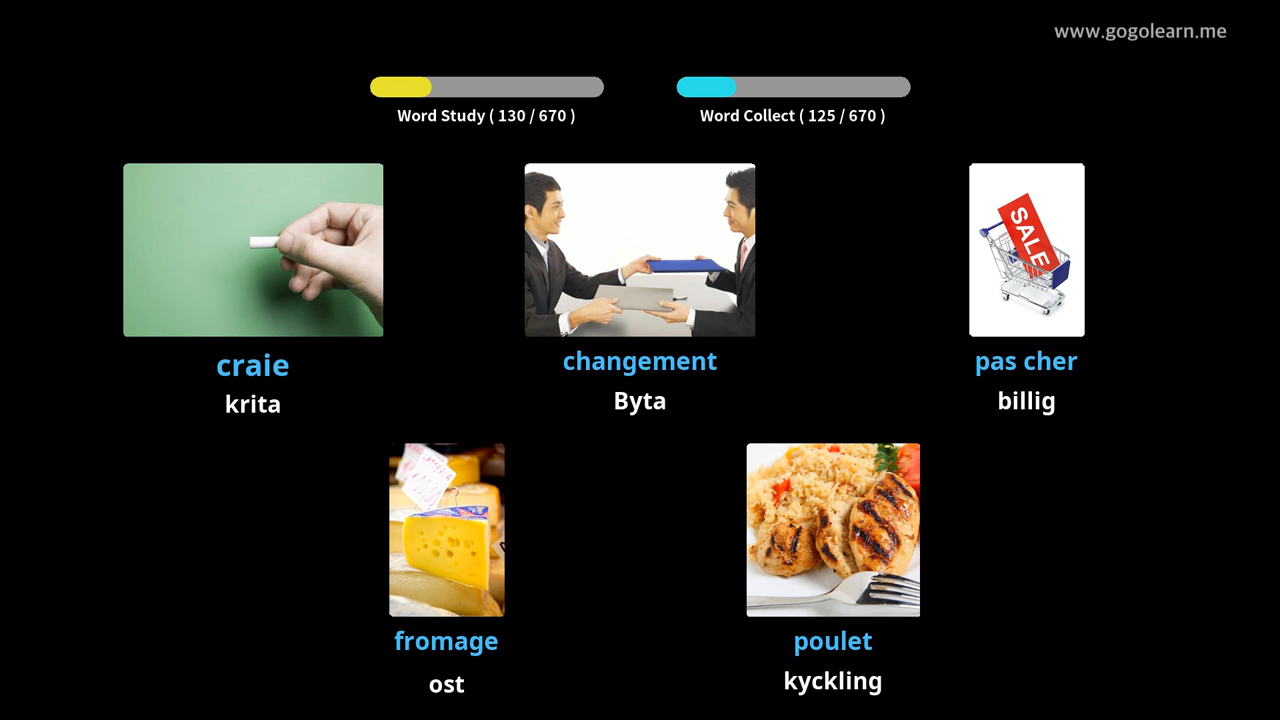 www.gogolearn.me
Word Study ( 130 / 670 )
Word Collect ( 125 / 670 )
SALE
craie
krita
changement
Byta
pas cher
billig
fromage
ost
poulet
kyckling